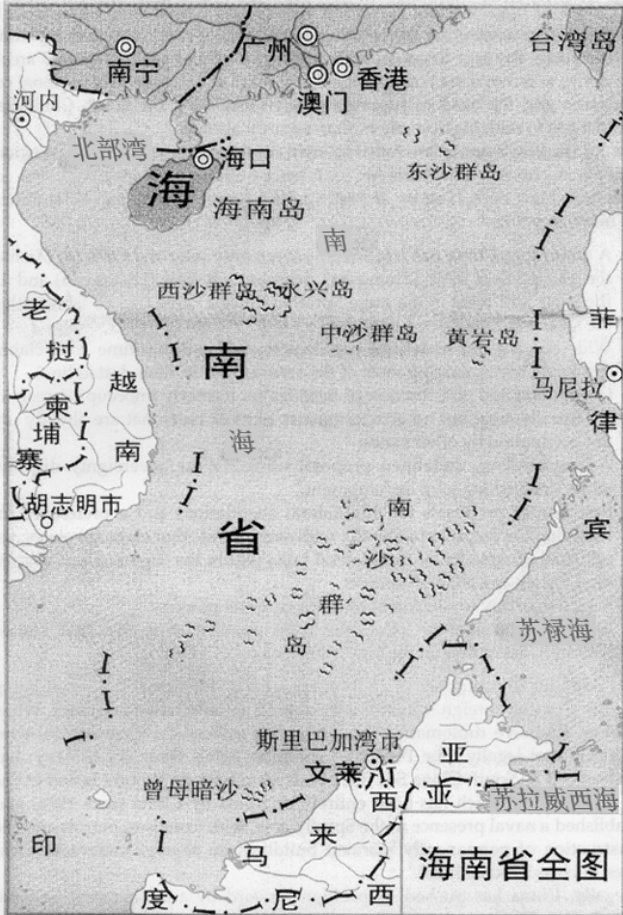 广州
台湾岛
南宁
香港
澳门
河内
北部湾
海口
东沙群岛
海南岛
南海
西沙群岛
永兴岛
中沙群岛
黄岩岛
老挝
越南
柬埔寨
胡志明市
菲律宾
马尼拉
海南省
南沙群岛
苏禄海
斯里巴加湾市
文莱
曾母暗沙
马来西亚
西亚
苏拉威西海
印度尼西亚
海南省全图